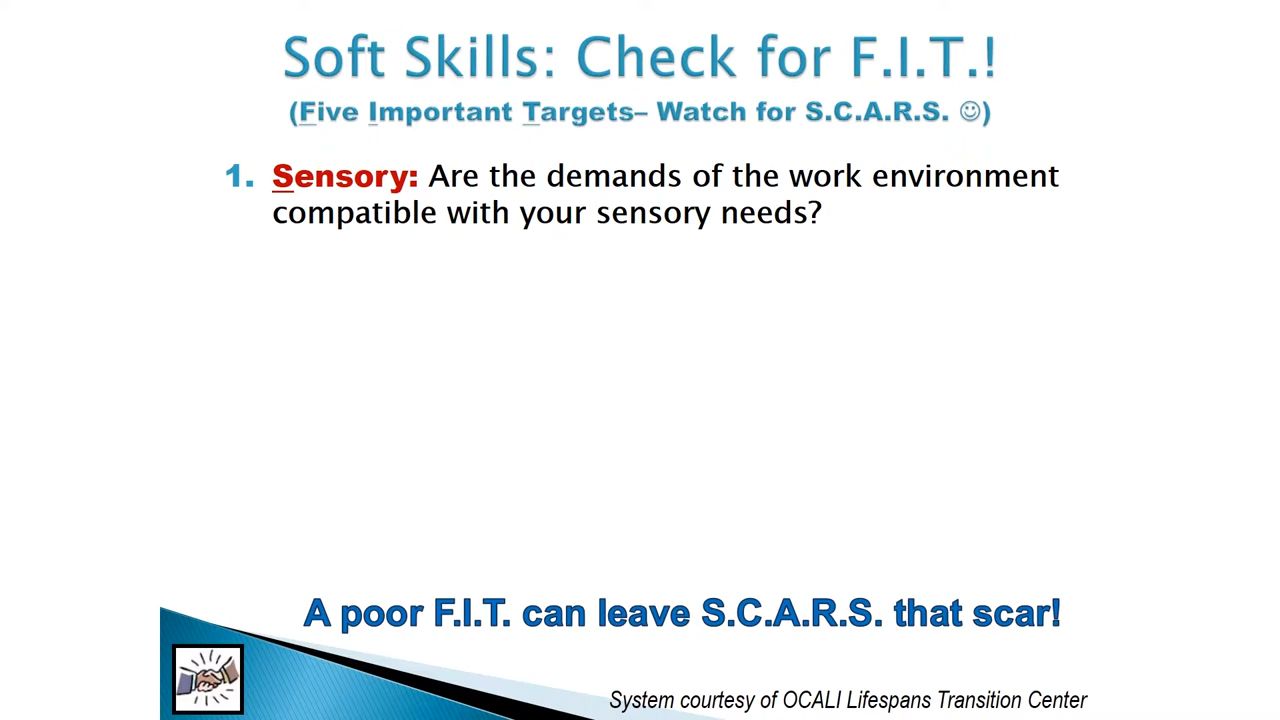 Soft Skills: Check for F.I.T.!
(Five Important Targets– Watch for S.C.A.R.S. ☺)
1. Sensory: Are the demands of the work environment
compatible with your sensory needs?
A poor F.I.T. can leave S.C.A.R.S. that scar!
System courtesy of OCALI Lifespans Transition Center